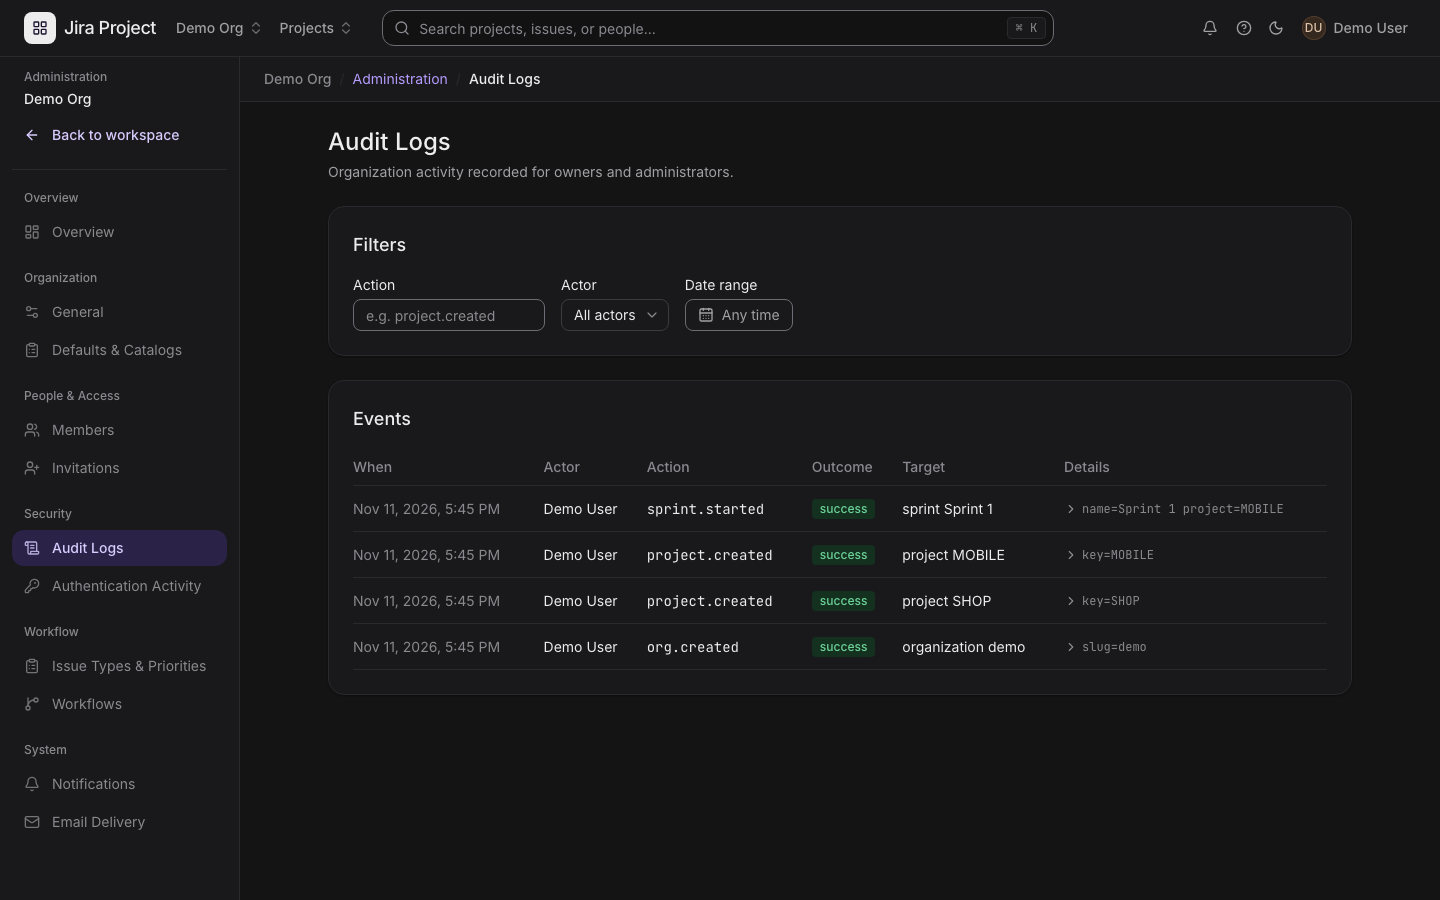 Jira Project Demo Org Projects Search projects, issues, or people... ⌘ K DU Demo User
Administration
Demo Org
Back to workspace
Overview
Overview
Organization
General
Defaults & Catalogs
People & Access
Members
Invitations
Security
Audit Logs
Authentication Activity
Workflow
Issue Types & Priorities
Workflows
System
Notifications
Email Delivery
Demo Org / Administration / Audit Logs
Audit Logs
Organization activity recorded for owners and administrators.
Filters
Action Actor Date range
e.g. project.created All actors Any time
Events
When Actor Action Outcome Target Details
Nov 11, 2026, 5:45 PM Demo User sprint.started success sprint Sprint 1 name=Sprint 1 project=MOBILE
Nov 11, 2026, 5:45 PM Demo User project.created success project MOBILE key=MOBILE
Nov 11, 2026, 5:45 PM Demo User project.created success project SHOP key=SHOP
Nov 11, 2026, 5:45 PM Demo User org.created success organization demo slug=demo